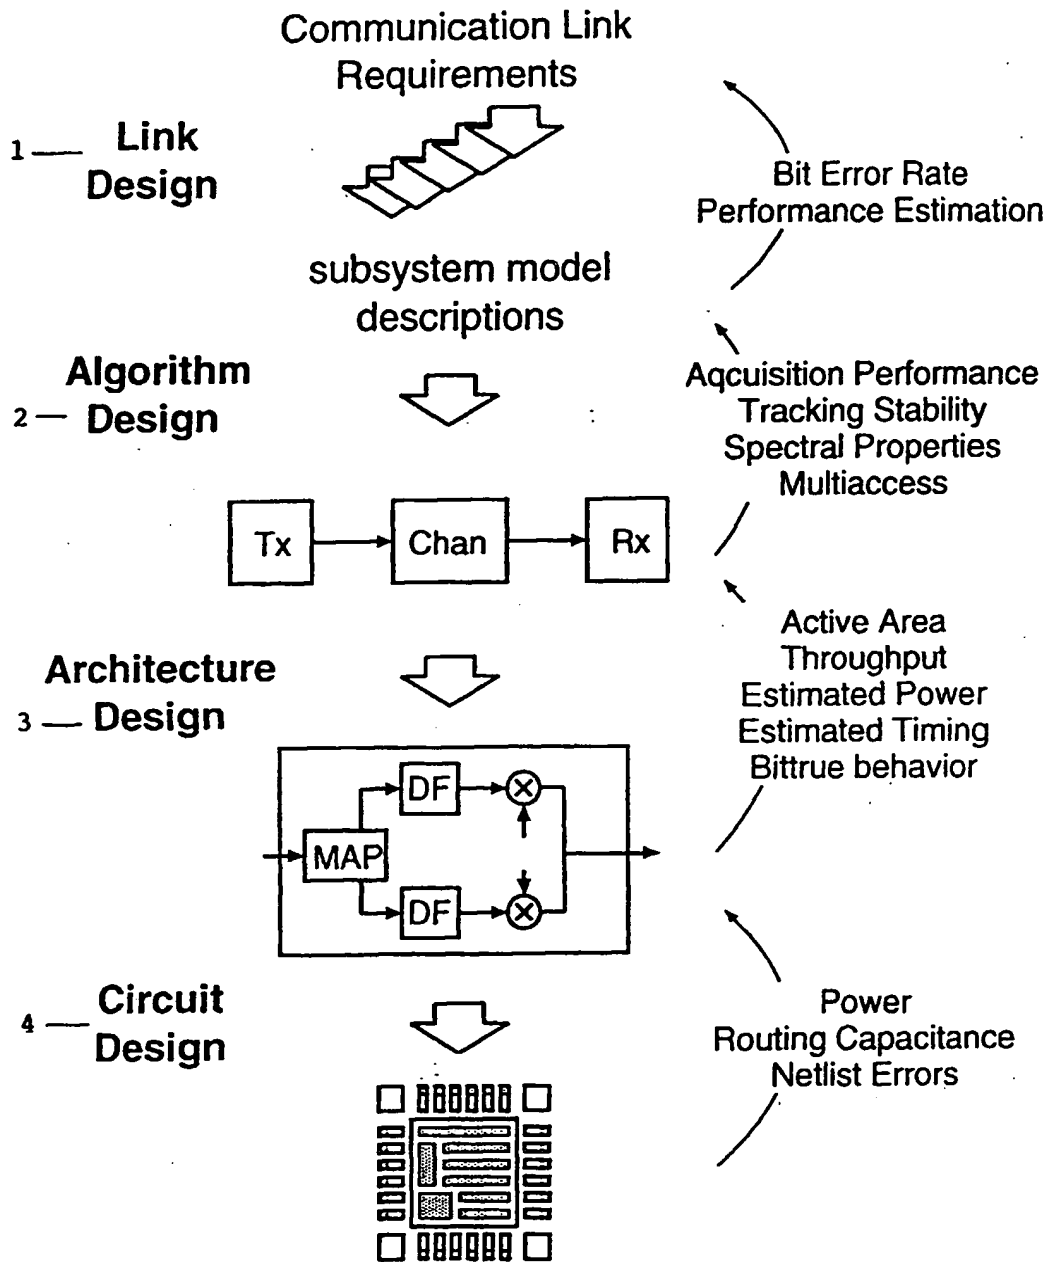 Communication Link
Requirements
1
Link
Design
Bit Error Rate
Performance Estimation
subsystem model
descriptions
Algorithm
2
Design
Aqcuisition Performance
Tracking Stability
Spectral Properties
Multiaccess
Tx
Chan
Rx
Architecture
3
Design
Active Area
Throughput
Estimated Power
Estimated Timing
Bittrue behavior
DF
MAP
DF
Circuit
4
Design
Power
Routing Capacitance
Netlist Errors